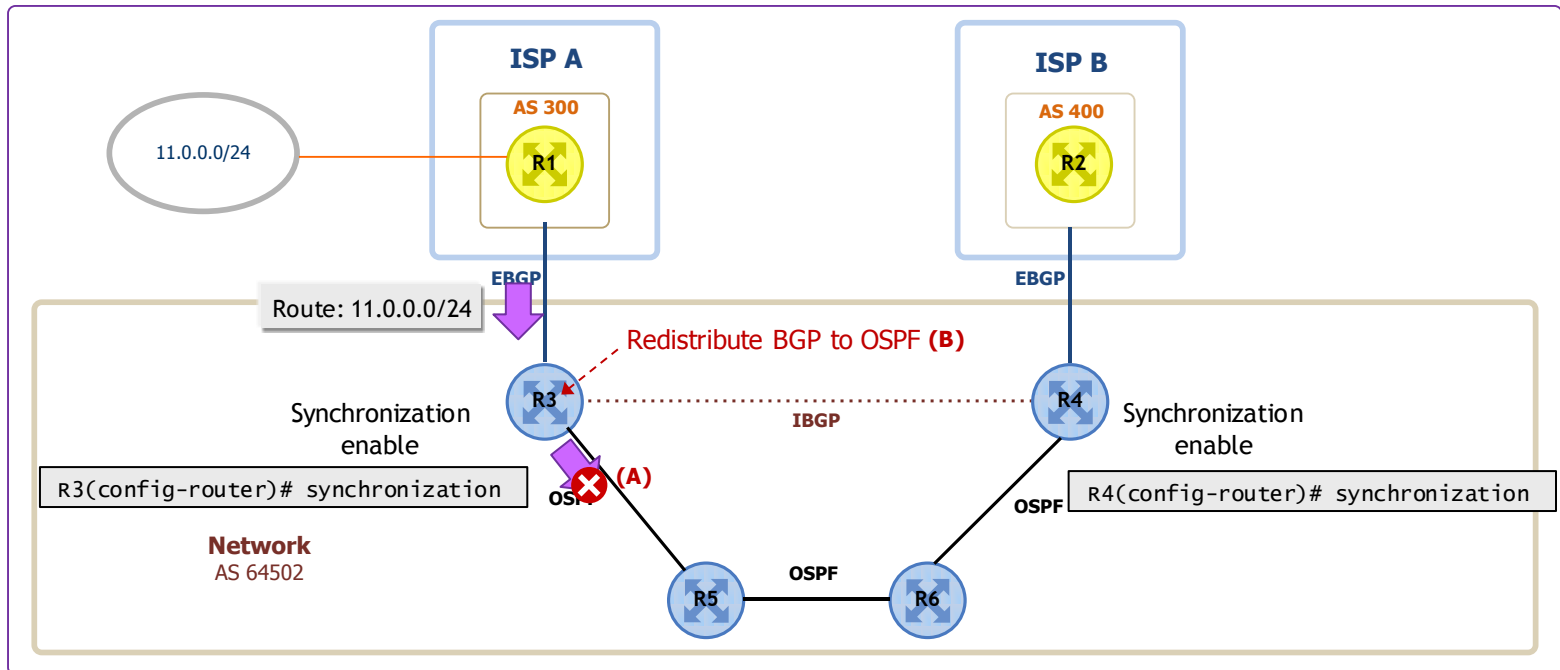 ISP A
ISP B
AS 300
AS 400
11.0.0.0/24
R1
R2
EBGP
EBGP
Route: 11.0.0.0/24
Redistribute BGP to OSPF (B)
R3
R4
IBGP
Synchronization
enable
Synchronization
enable
(A)
R3(config-router)# synchronization
OSPF
OSPF
R4(config-router)# synchronization
Network
AS 64502
OSPF
R5
R6